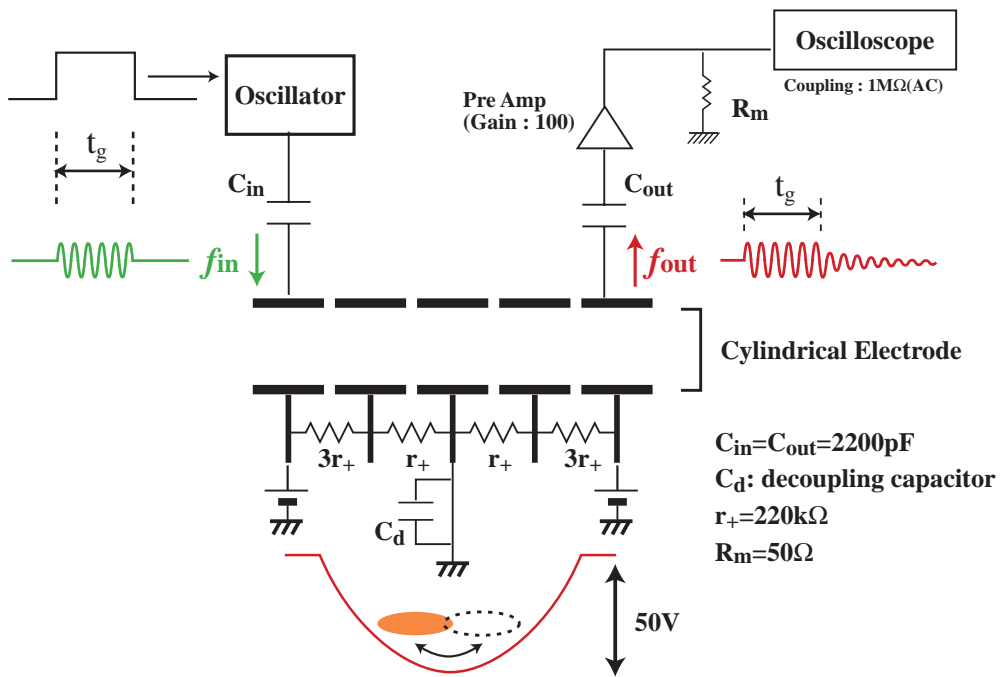 Oscillator
Oscilloscope
Coupling : 1MΩ(AC)
Pre Amp
(Gain : 100)
Rm
tg
Cin
Cout
tg
fin
fout
Cylindrical Electrode
3r+
r+
r+
3r+
Cd
Cin=Cout=2200pF
Cd: decoupling capacitor
r+=220kΩ
Rm=50Ω
50V